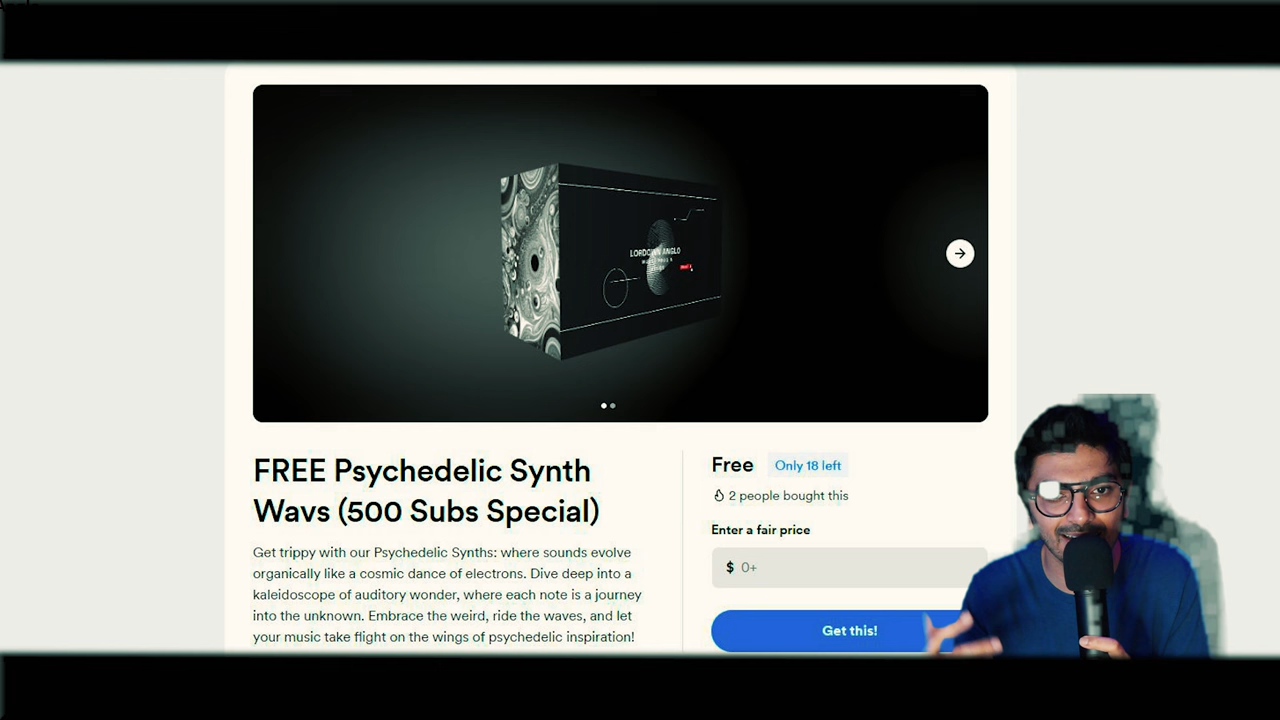 LORDCORN ANGLO
FREE Psychedelic Synth
Wavs (500 Subs Special)
Get trippy with our Psychedelic Synths: where sounds evolve
organically like a cosmic dance of electrons. Dive deep into a
kaleidoscope of auditory wonder, where each note is a journey
into the unknown. Embrace the weird, ride the waves, and let
your music take flight on the wings of psychedelic inspiration!
Free
Only 18 left
2 people bought this
Enter a fair price
$ 0+
Get this!